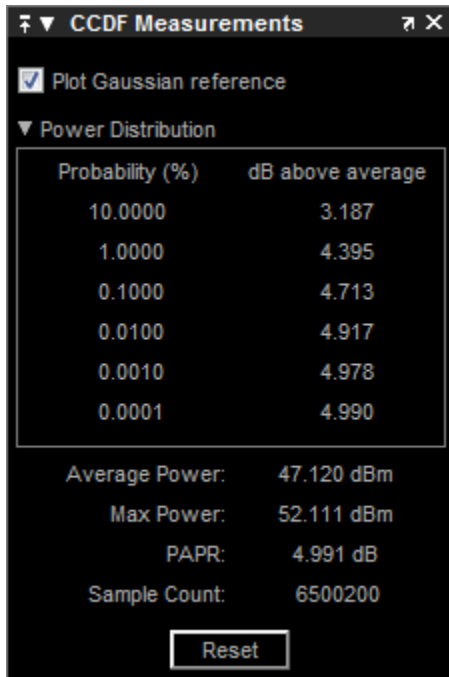 CCDF Measurements
Plot Gaussian reference
Power Distribution
Probability (%) dB above average
10.0000 3.187
1.0000 4.395
0.1000 4.713
0.0100 4.917
0.0010 4.978
0.0001 4.990
Average Power: 47.120 dBm
Max Power: 52.111 dBm
PAPR: 4.991 dB
Sample Count: 6500200
Reset